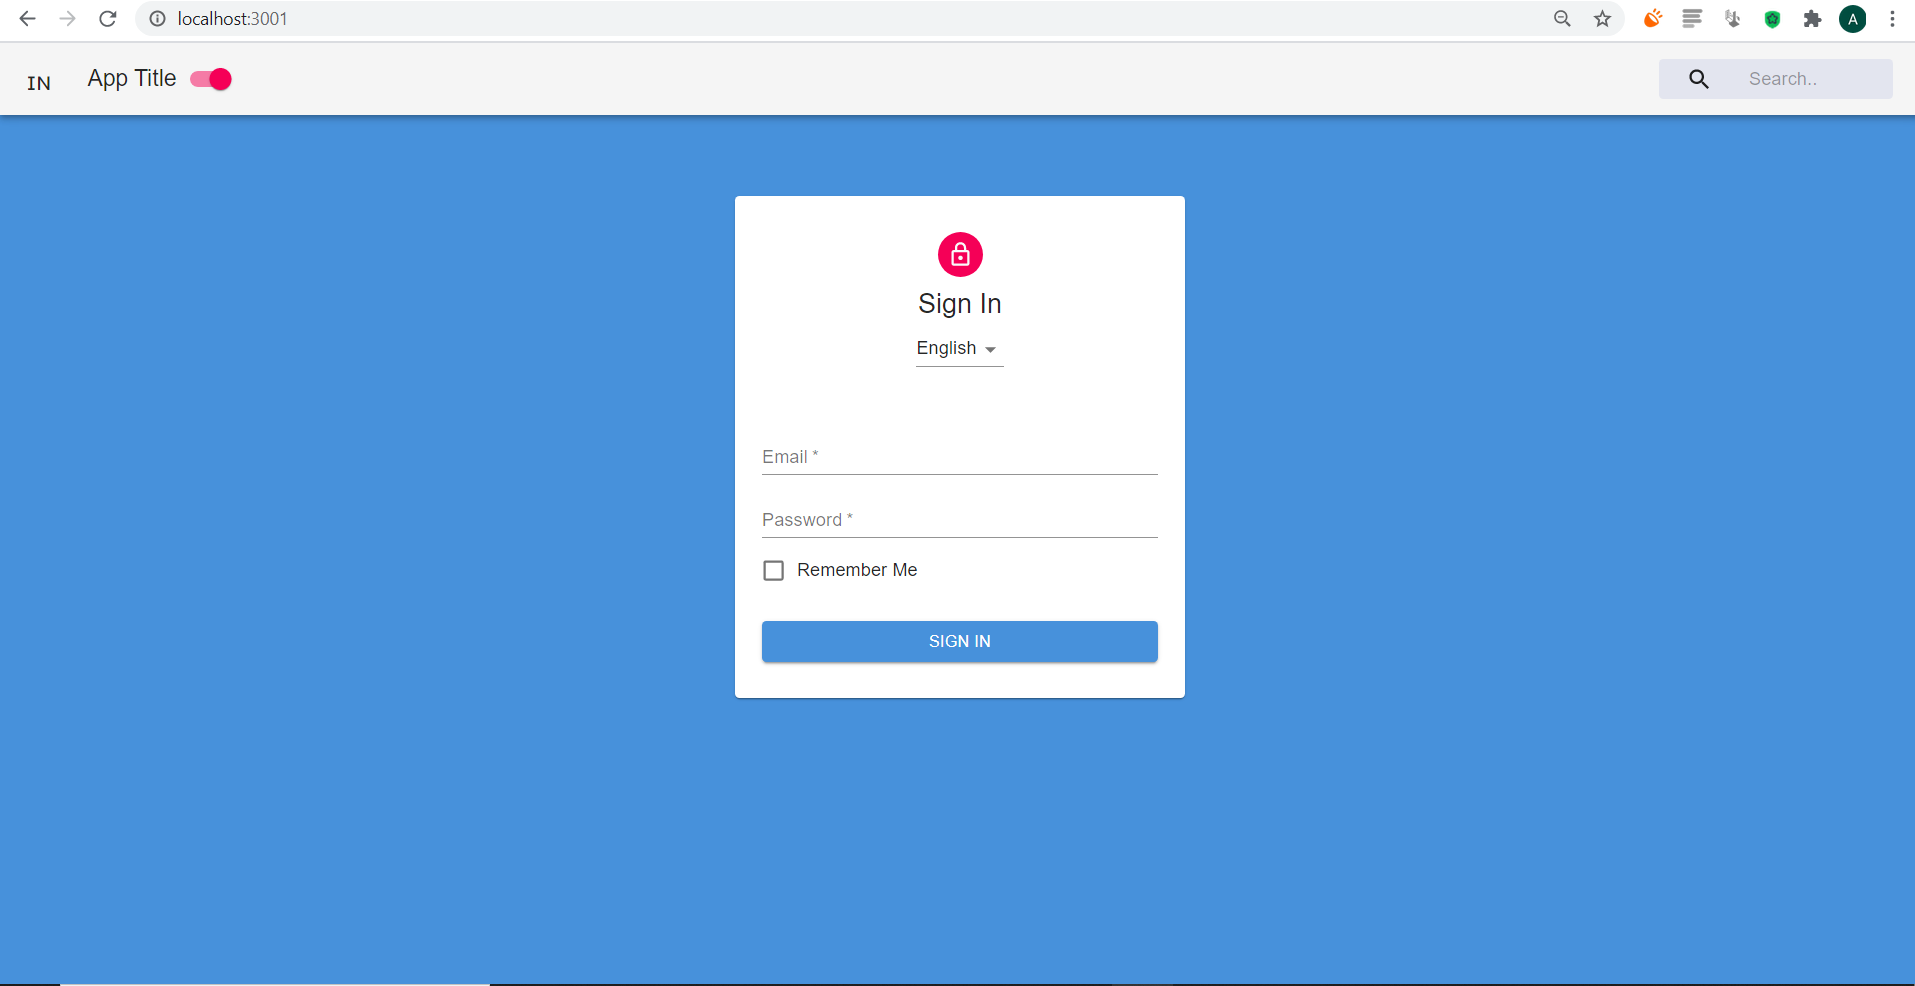 localhost:3001
A
IN
App Title
Search..
Sign In
English
Email *
Password *
Remember Me
SIGN IN